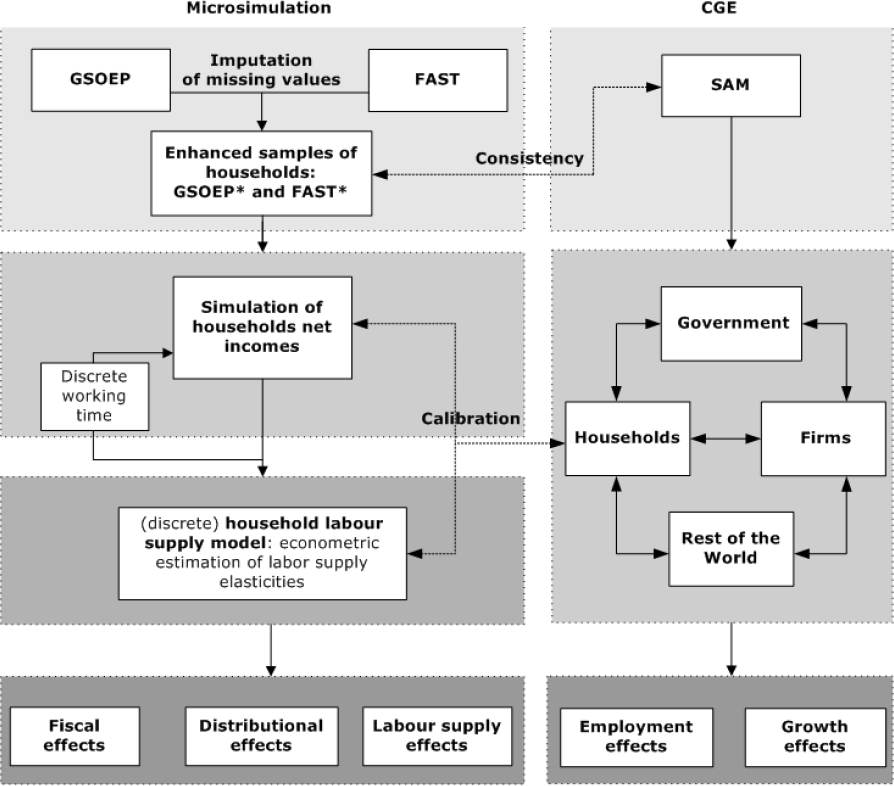 Microsimulation
CGE
GSOEP
Imputation
of missing values
FAST
SAM
Enhanced samples of
households:
GSOEP* and FAST*
Consistency
Simulation of
households net
incomes
Discrete
working
time
Calibration
Government
Households
Firms
Rest of the
World
(discrete) household labour
supply model: econometric
estimation of labor supply
elasticities
Fiscal
effects
Distributional
effects
Labour supply
effects
Employment
effects
Growth
effects